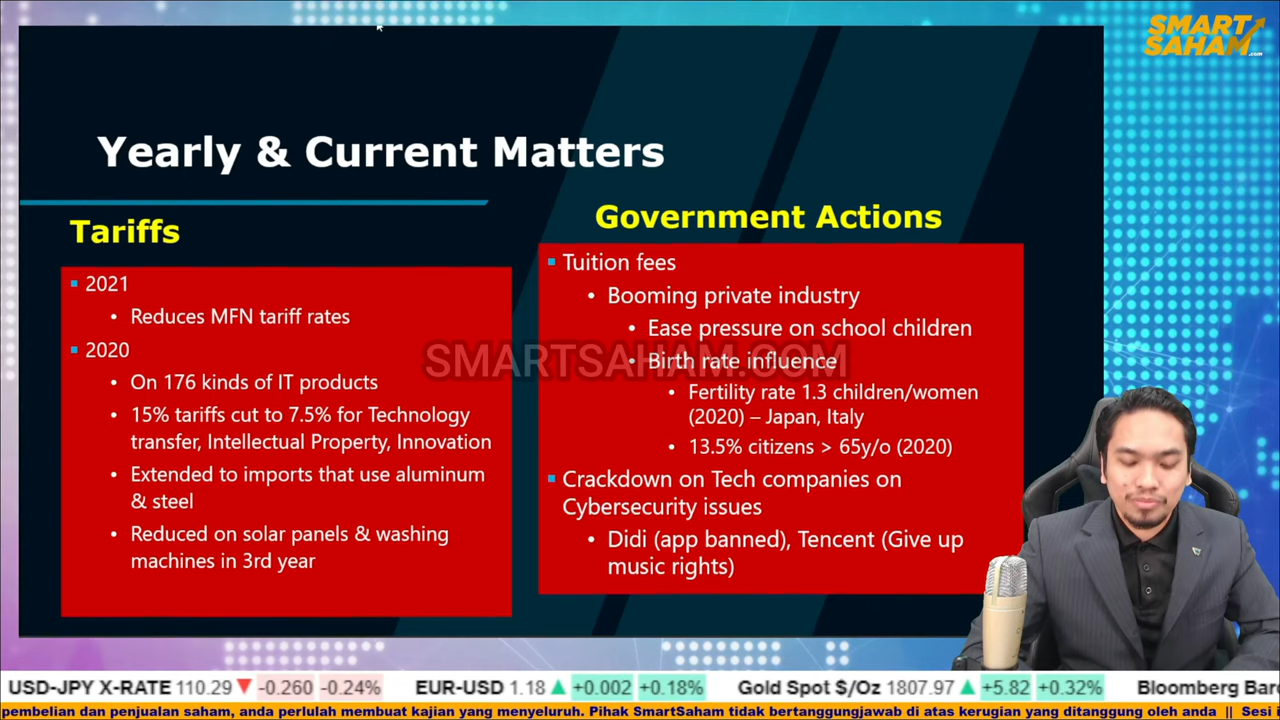 SMART
SAHAM.com
Yearly & Current Matters
Tariffs
2021
Reduces MFN tariff rates
2020
On 176 kinds of IT products
15% tariffs cut to 7.5% for Technology
transfer, Intellectual Property, Innovation
Extended to imports that use aluminum
& steel
Reduced on solar panels & washing
machines in 3rd year
Government Actions
Tuition fees
Booming private industry
Ease pressure on school children
Birth rate influence
Fertility rate 1.3 children/women
(2020) – Japan, Italy
13.5% citizens > 65y/o (2020)
Crackdown on Tech companies on
Cybersecurity issues
Didi (app banned), Tencent (Give up
music rights)
SMARTSAHAM.COM
USD-JPY X-RATE 110.29 ▼ -0.260 -0.24% EUR-USD 1.18 ▲ +0.002 +0.18% Gold Spot $/Oz 1807.97 ▲ +5.82 +0.32% Bloomberg Bar
pembelian dan penjualan saham, anda perlulah membuat kajian yang menyeluruh. Pihak SmartSaham tidak bertanggungjawab di atas kerugian yang ditanggung oleh anda || Sesi